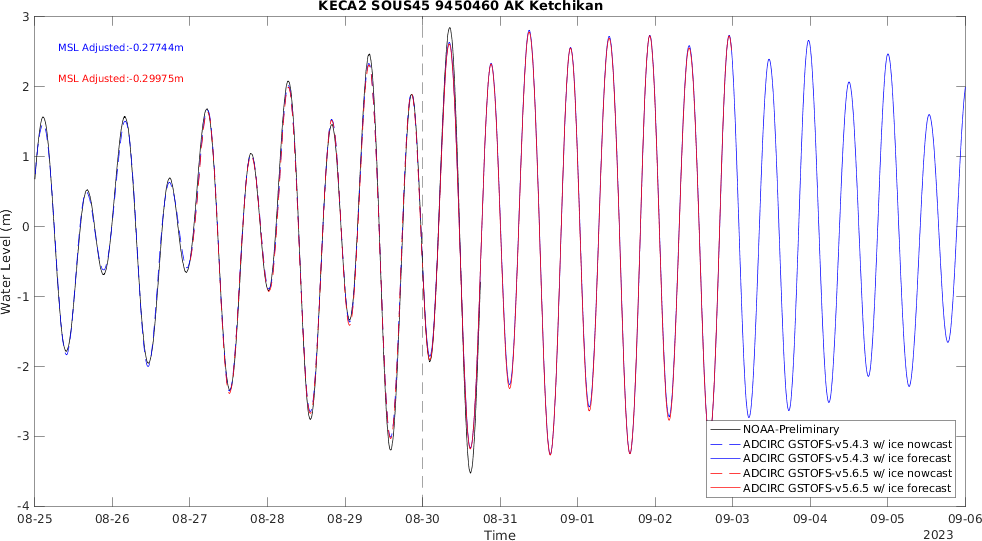 KECA2 SOUS45 9450460 AK Ketchikan
MSL Adjusted:-0.27744m
MSL Adjusted:-0.29975m
3
2
1
0
-1
-2
-3
-4
Water Level (m)
NOAA-Preliminary
ADCIRC GSTOFS-v5.4.3 w/ ice nowcast
ADCIRC GSTOFS-v5.4.3 w/ ice forecast
ADCIRC GSTOFS-v5.6.5 w/ ice nowcast
ADCIRC GSTOFS-v5.6.5 w/ ice forecast
08-25 08-26 08-27 08-28 08-29 08-30 08-31 09-01 09-02 09-03 09-04 09-05 09-06
Time
2023